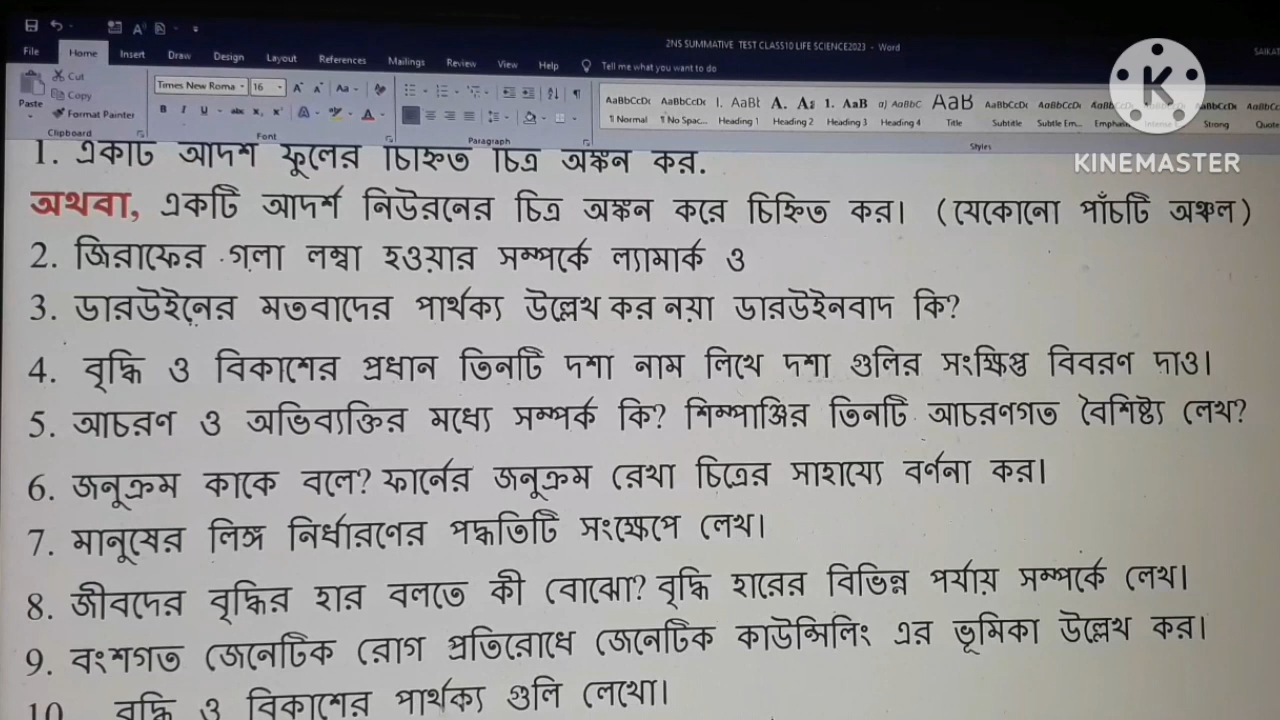 2NS SUMMATIVE TEST CLASS10 LIFE SCIENCE2023 - Word
File Home Insert Draw Design Layout References Mailings Review View Help Tell me what you want to do
Cut
Copy
Paste
Format Painter
Clipboard
Times New Roma 16
Font
Paragraph
AaBbCcDc AaBbCcDc 1. AaBb A. Aa 1. AaB a) AaBbC AaB AaBbCcDc AaBbCcDc
¶ Normal ¶ No Spac... Heading 1 Heading 2 Heading 3 Heading 4 Title Subtitle Subtle Em... Strong
Styles
KINEMASTER
1. একটি আদর্শ ফুলের চিহ্নিত চিত্র অঙ্কন কর.
অথবা, একটি আদর্শ নিউরনের চিত্র অঙ্কন করে চিহ্নিত কর। (যেকোনো পাঁচটি অঞ্চল)
2. জিরাফের গলা লম্বা হওয়ার সম্পর্কে ল্যামার্ক ও
3. ডারউইনের মতবাদের পার্থক্য উল্লেখ কর নয়া ডারউইনবাদ কি?
4. বৃদ্ধি ও বিকাশের প্রধান তিনটি দশা নাম লিখে দশা গুলির সংক্ষিপ্ত বিবরণ দাও।
5. আচরণ ও অভিব্যক্তির মধ্যে সম্পর্ক কি? শিম্পাঞ্জির তিনটি আচরণগত বৈশিষ্ট্য লেখ?
6. জনুক্রম কাকে বলে? ফার্নের জনুক্রম রেখা চিত্রের সাহায্যে বর্ণনা কর।
7. মানুষের লিঙ্গ নির্ধারণের পদ্ধতিটি সংক্ষেপে লেখ।
8. জীবদের বৃদ্ধির হার বলতে কী বোঝো? বৃদ্ধি হারের বিভিন্ন পর্যায় সম্পর্কে লেখ।
9. বংশগত জেনেটিক রোগ প্রতিরোধে জেনেটিক কাউন্সিলিং এর ভূমিকা উল্লেখ কর।
10. বৃদ্ধি ও বিকাশের পার্থক্য গুলি লেখো।